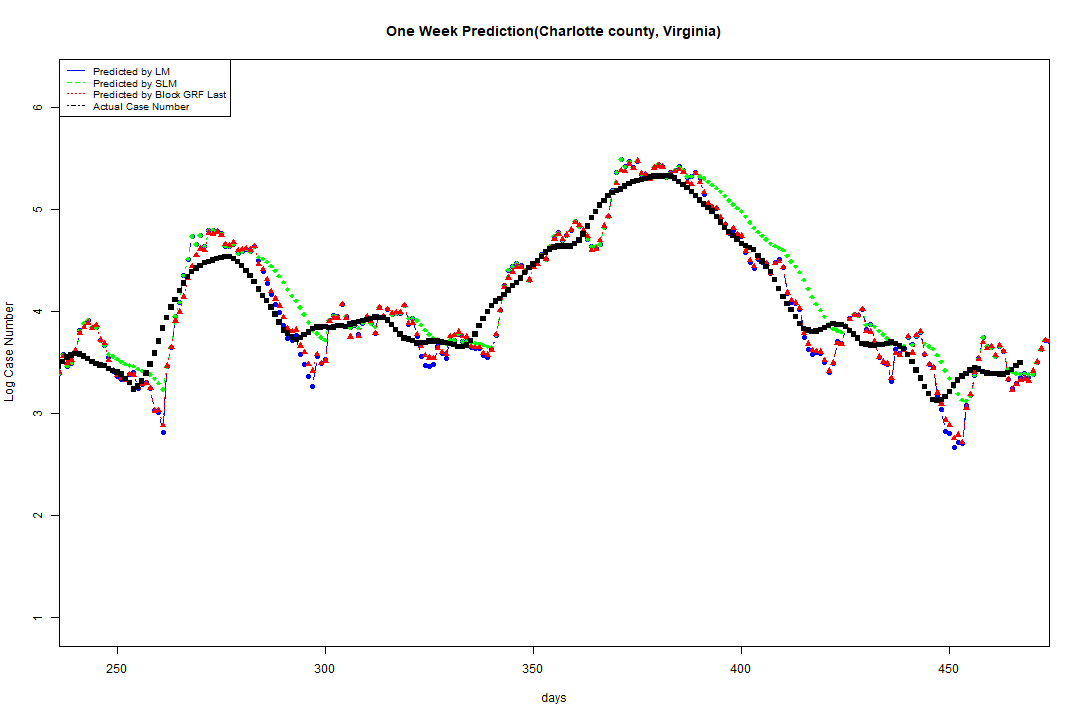 One Week Prediction(Charlotte county, Virginia)
Predicted by LM
Predicted by SLM
Predicted by Block GRF Last
Actual Case Number
Log Case Number
6
5
4
3
2
1
250 300 350 400 450
days